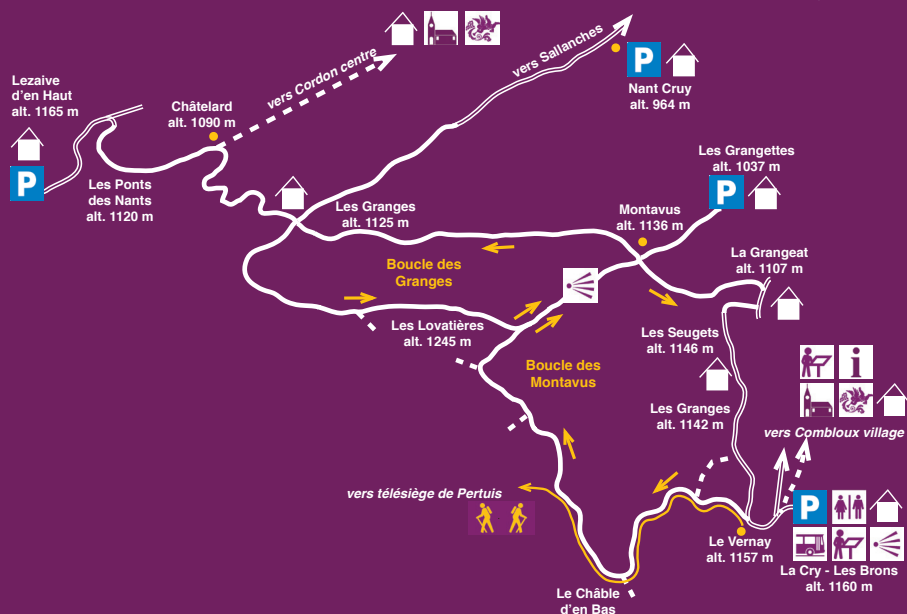 vers Cordon centre
vers Sallanches
P
Nant Cruy
alt. 964 m
Lezaive
d'en Haut
alt. 1165 m
P
Châtelard
alt. 1090 m
Les Ponts
des Nants
alt. 1120 m
Les Grangettes
alt. 1037 m
P
Les Granges
alt. 1125 m
Montavus
alt. 1136 m
La Grangeat
alt. 1107 m
Boucle des
Granges
Les Lovatières
alt. 1245 m
Les Seugets
alt. 1146 m
Boucle des
Montavus
i
Les Granges
alt. 1142 m
vers Combloux village
vers télésiège de Pertuis
P
Le Vernay
alt. 1157 m
La Cry - Les Brons
alt. 1160 m
Le Châble
d'en Bas